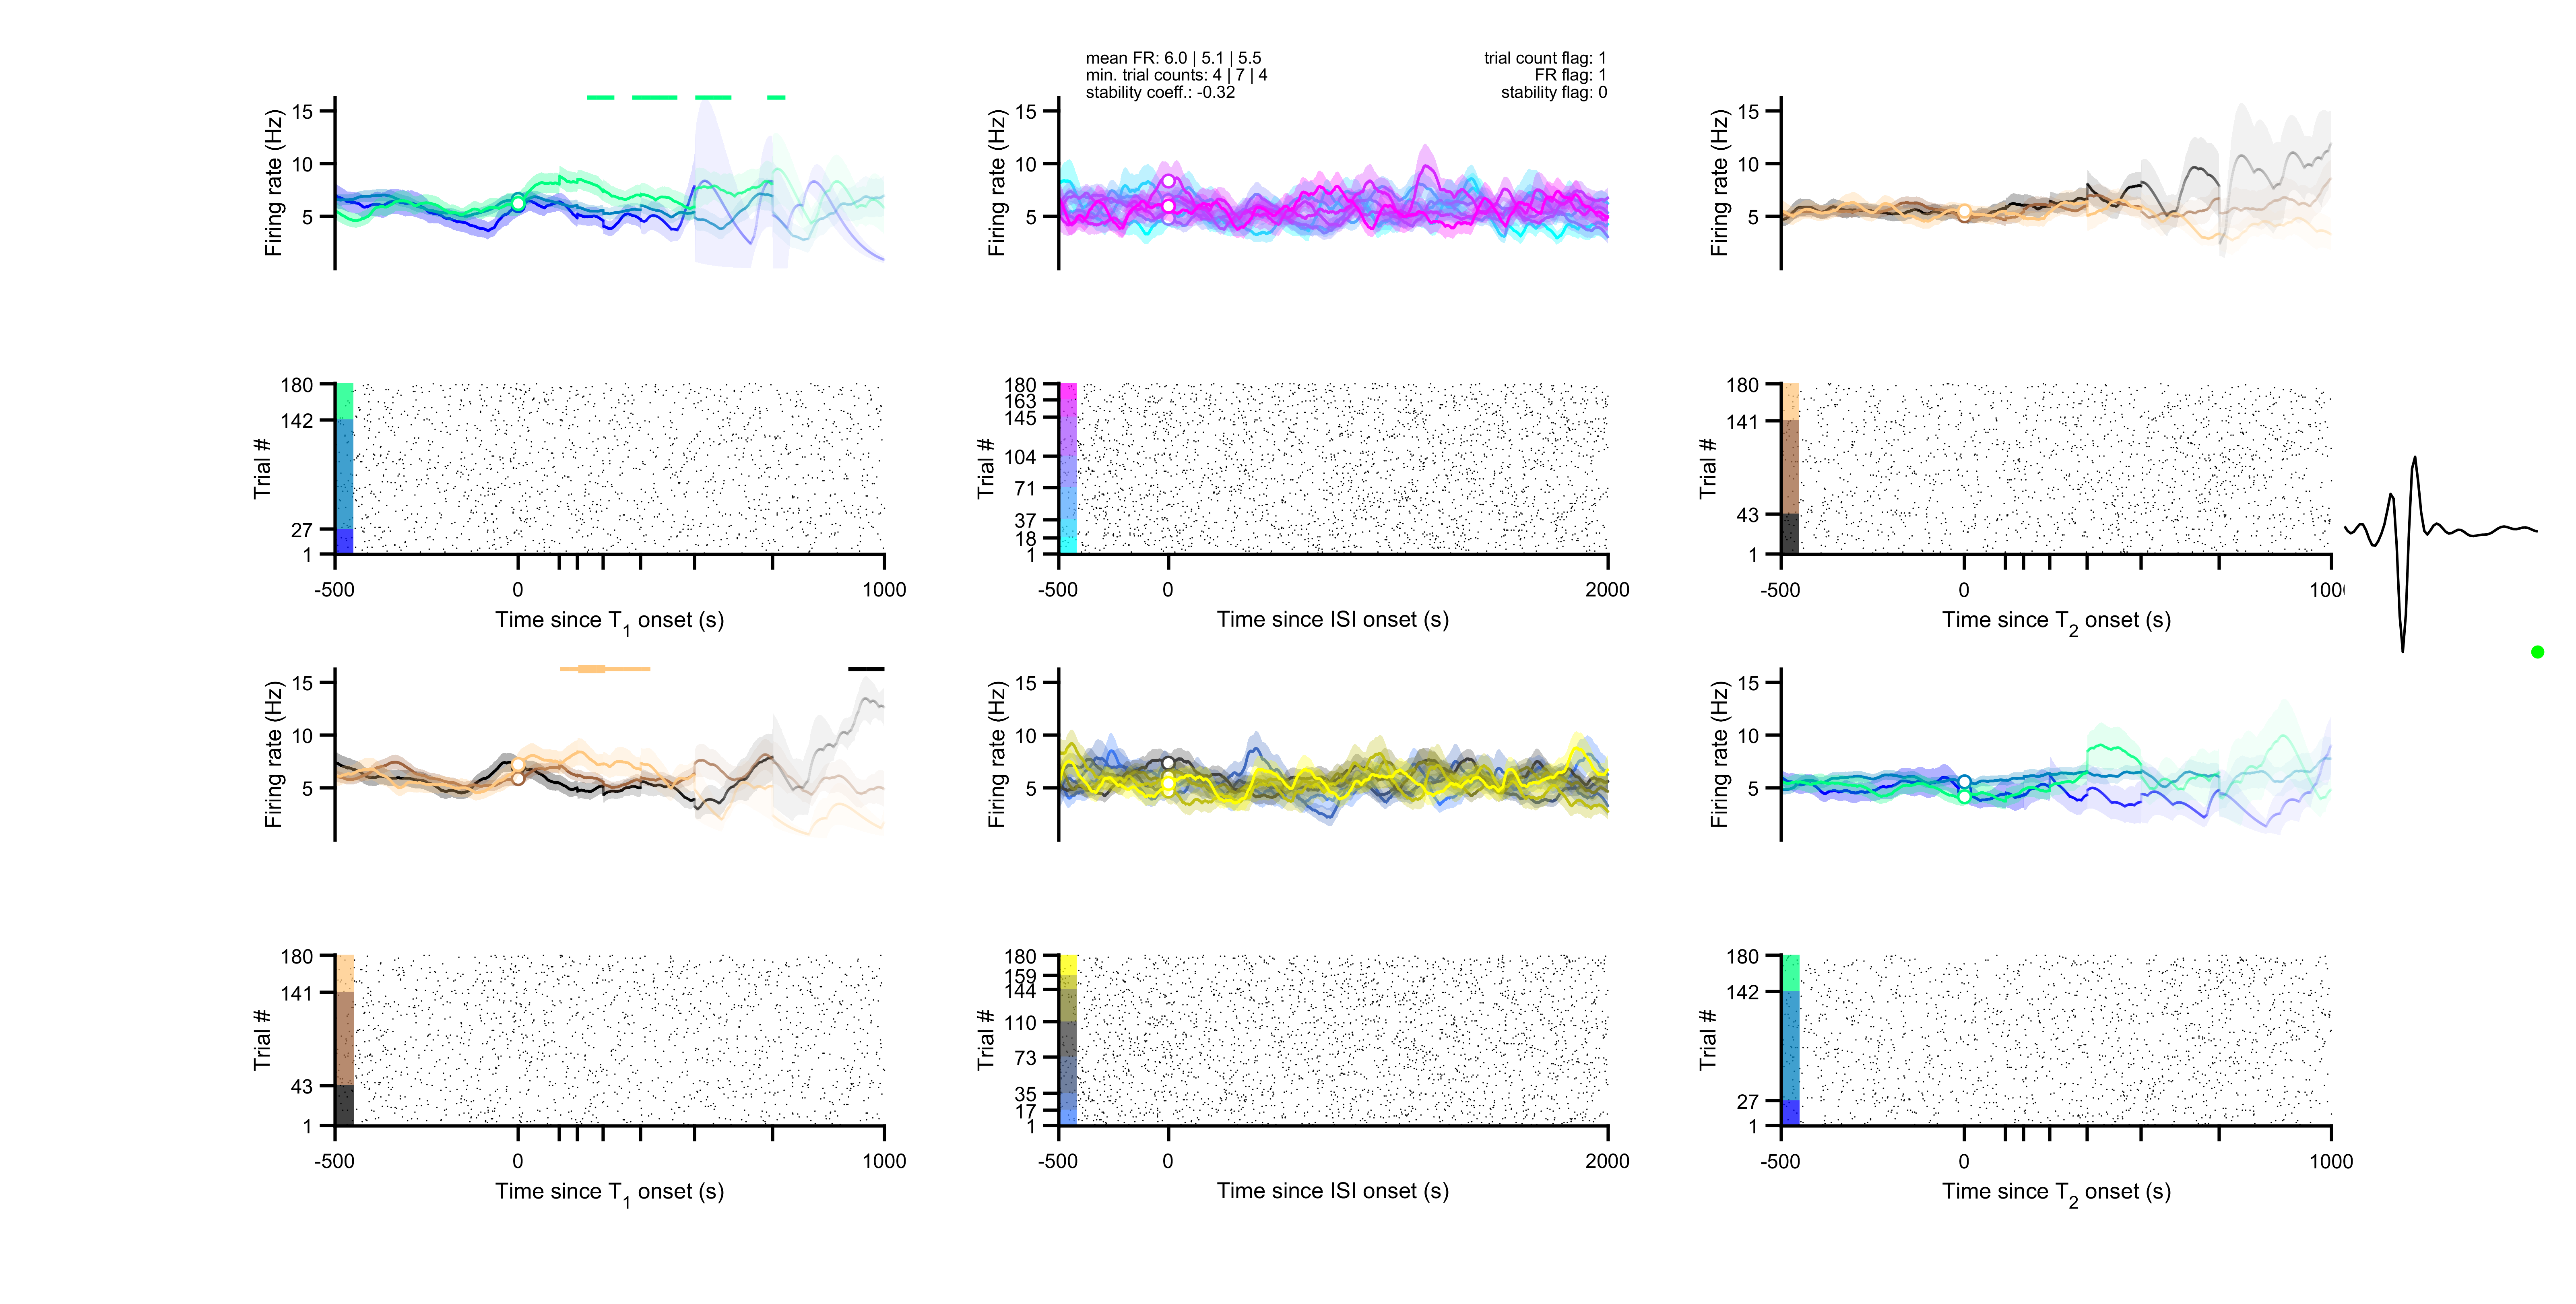 mean FR: 6.0 | 5.1 | 5.5
min. trial counts: 4 | 7 | 4
stability coeff.: -0.32
trial count flag: 1
FR flag: 1
stability flag: 0
Firing rate (Hz)
15
10
5
Firing rate (Hz)
15
10
5
Firing rate (Hz)
15
10
5
Trial #
180
142
27
1
-500
0
1000
Time since T1 onset (s)
Trial #
180
163
145
104
71
37
18
1
-500
0
2000
Time since ISI onset (s)
Trial #
180
141
43
1
-500
0
1000
Time since T2 onset (s)
Firing rate (Hz)
15
10
5
Firing rate (Hz)
15
10
5
Firing rate (Hz)
15
10
5
Trial #
180
141
43
1
-500
0
1000
Time since T1 onset (s)
Trial #
180
159
144
110
73
35
17
1
-500
0
2000
Time since ISI onset (s)
Trial #
180
142
27
1
-500
0
1000
Time since T2 onset (s)